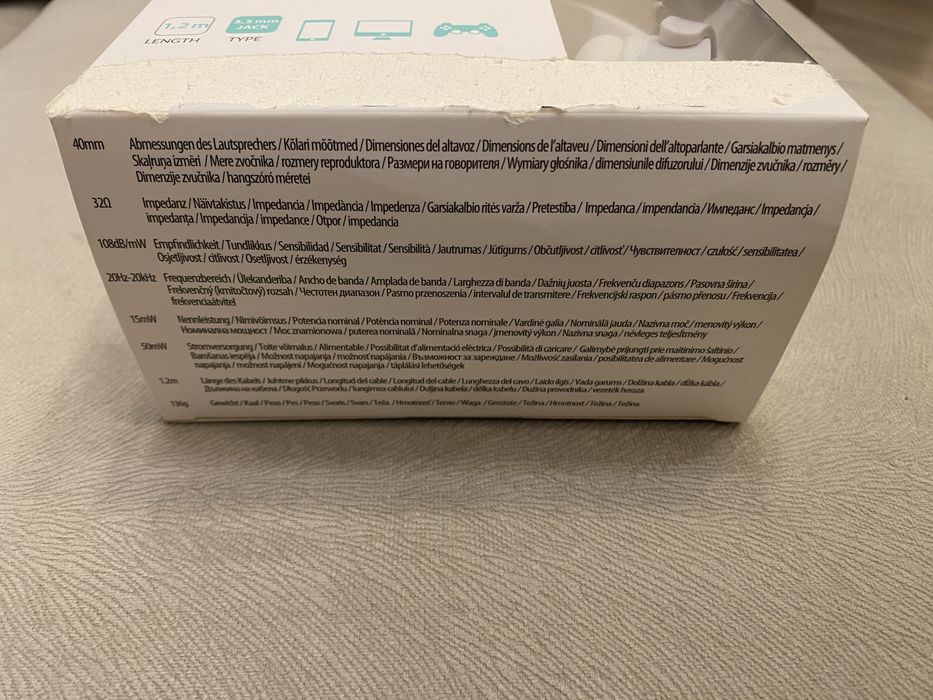 1,2 m
LENGTH
3,5 mm
JACK
TYPE
40mm Abmessungen des Lautsprechers / Kõlari mõõtmed / Dimensiones del altavoz / Dimensions de l'altaveu / Dimensioni dell'altoparlante / Garsiakalbio matmenys /
Skaļruņa izmēri / Mere zvočnika / rozmery reproduktora / Размери на говорителя / Wymiary głośnika / dimensiunile difuzorului / Dimenzije zvučnika / rozměry /
Dimenzije zvučnika / hangszóró méretei
32Ω Impedanz / Näivtakistus / Impedancia / Impedància / Impedenza / Garsiakalbio ritės varža / Pretestība / Impedanca / impendancia / Импеданс / Impedancja /
impedanța / Impedancija / impedance / Otpor / impedancia
108dB/mW Empfindlichkeit / Tundlikkus / Sensibilidad / Sensibilitat / Sensibilità / Jautrumas / Jūtīgums / Občutljivost / citlivosť / Чувствителност / czułość / sensibilitatea /
Osjetljivost / citlivost / Osetljivost / érzékenység
20Hz-20kHz Frequenzbereich / Ülekanderiba / Ancho de banda / Amplada de banda / Larghezza di banda / Dažnių juosta / Frekvenču diapazons / Pasovna širina /
Frekvenčný (kmitočtový) rozsah / Честотен диапазон / Pasmo przenoszenia / intervalul de transmitere / Frekvencijski raspon / pásmo přenosu / Frekvencija /
frekvenciaátvitel
15mW Nennleistung / Nimivõimsus / Potencia nominal / Potència nominal / Potenza nominale / Vardinė galia / Nominālā jauda / Nazivna moč / menovitý výkon /
Номинална мощност / Moc znamionowa / puterea nominală / Nominalna snaga / jmenovitý výkon / Nazivna snaga / névleges teljesítmény
50mW Stromversorgung / Toite võimalus / Alimentable / Possibilitat d'alimentació elèctrica / Possibilità di caricare / Galimybė prijungti prie maitinimo šaltinio /
Barošanas iespēja / Možnost napajanja / možnosť napájania / Възможност за зареждане / Możliwość zasilania / posibilitatea de alimentare / Mogućnost
napajanja / možnost napájení / Mogućnost napajanja / táplálási lehetőségek
1.2m Länge des Kabels / Juhtme pikkus / Longitud del cable / Longitud del cable / Lunghezza del cavo / Laido ilgis / Vada garums / Dolžina kabla / dĺžka kábla /
Дължина на кабела / Długość Przewodu / lungimea cablului / Duljina kabela / délka kabelu / Dužina provodnika / vezeték hossza
136g Gewicht / Kaal / Peso / Pes / Peso / Svoris / Svars / Teža / Hmotnosť / Тегло / Waga / Greutate / Težina / Hmotnost / Težina / Težina